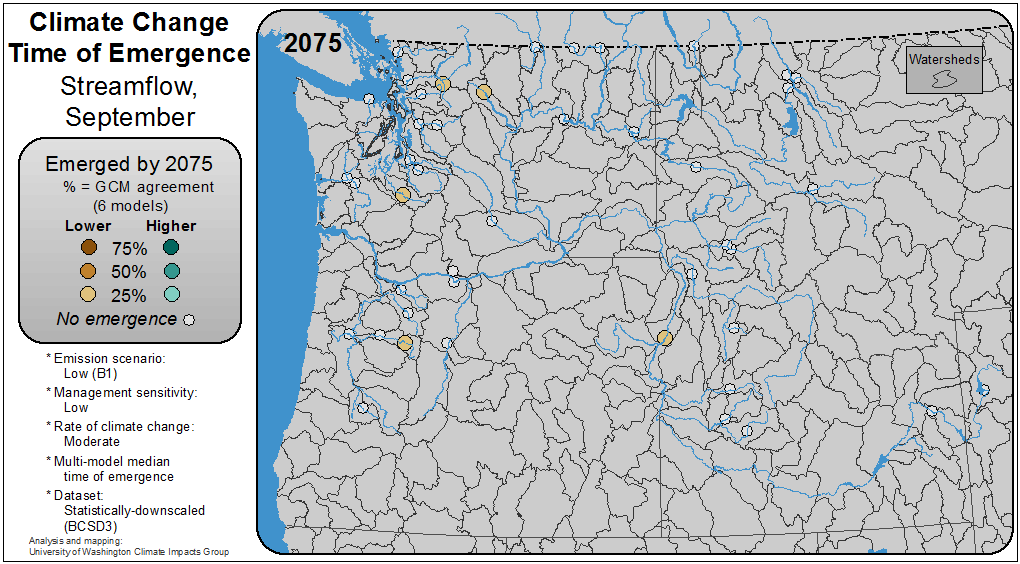 Climate Change
Time of Emergence
Streamflow,
September
Emerged by 2075
% = GCM agreement
(6 models)
Lower Higher
75%
50%
25%
No emergence
* Emission scenario:
Low (B1)
* Management sensitivity:
Low
* Rate of climate change:
Moderate
* Multi-model median
time of emergence
* Dataset:
Statistically-downscaled
(BCSD3)
Analysis and mapping:
University of Washington Climate Impacts Group
2075
Watersheds